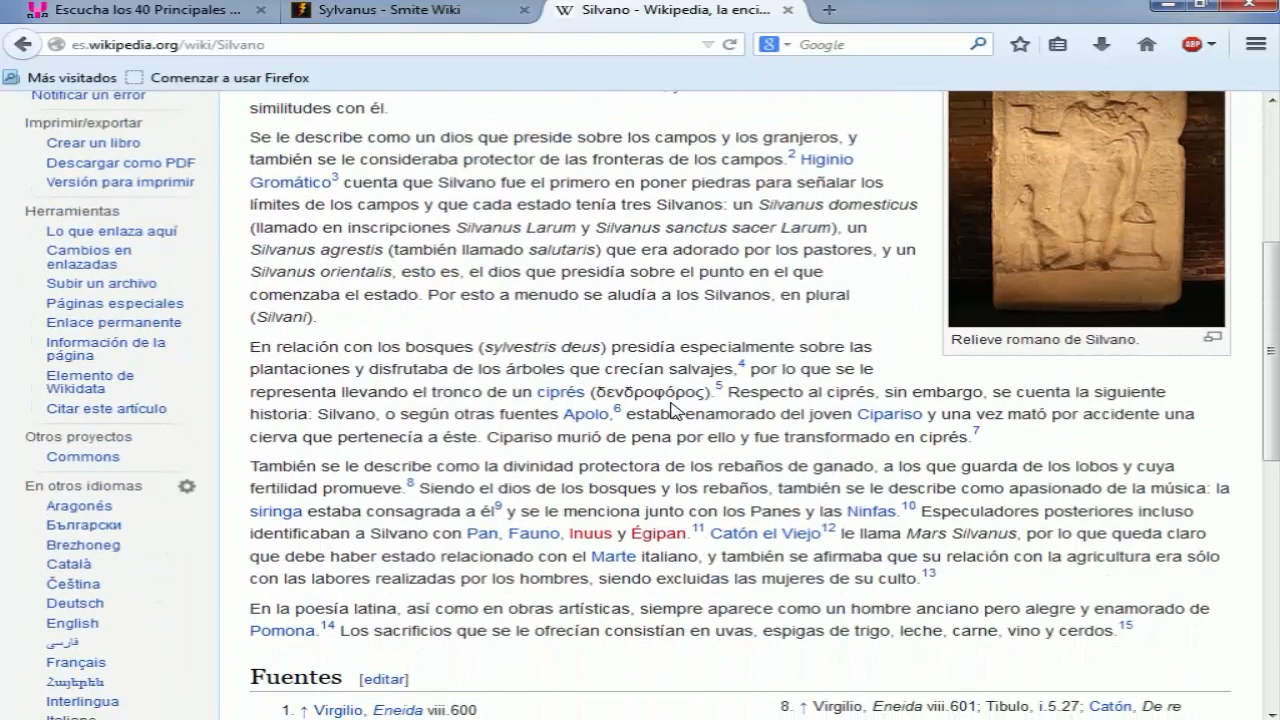 Escucha los 40 Principales ...
Sylvanus - Smite Wiki
Silvano - Wikipedia, la enci...
es.wikipedia.org/wiki/Silvano
Google
ABP
Más visitados
Comenzar a usar Firefox
Notificar un error
Imprimir/exportar
Crear un libro
Descargar como PDF
Versión para imprimir
Herramientas
Lo que enlaza aquí
Cambios en
enlazadas
Subir un archivo
Páginas especiales
Enlace permanente
Información de la
página
Elemento de
Wikidata
Citar este artículo
Otros proyectos
Commons
En otros idiomas
Aragonés
Български
Brezhoneg
Català
Čeština
Deutsch
English
فارسی
Français
Հայերեն
Interlingua
Italiano
similitudes con él.
Se le describe como un dios que preside sobre los campos y los granjeros, y
también se le consideraba protector de las fronteras de los campos.2 Higinio
Gromático3 cuenta que Silvano fue el primero en poner piedras para señalar los
límites de los campos y que cada estado tenía tres Silvanos: un Silvanus domesticus
(llamado en inscripciones Silvanus Larum y Silvanus sanctus sacer Larum), un
Silvanus agrestis (también llamado salutaris) que era adorado por los pastores, y un
Silvanus orientalis, esto es, el dios que presidía sobre el punto en el que
comenzaba el estado. Por esto a menudo se aludía a los Silvanos, en plural
(Silvani).
Relieve romano de Silvano.
En relación con los bosques (sylvestris deus) presidía especialmente sobre las
plantaciones y disfrutaba de los árboles que crecían salvajes,4 por lo que se le
representa llevando el tronco de un ciprés (δενδροφόρος).5 Respecto al ciprés, sin embargo, se cuenta la siguiente
historia: Silvano, o según otras fuentes Apolo,6 estaba enamorado del joven Cipariso y una vez mató por accidente una
cierva que pertenecía a éste. Cipariso murió de pena por ello y fue transformado en ciprés.7
También se le describe como la divinidad protectora de los rebaños de ganado, a los que guarda de los lobos y cuya
fertilidad promueve.8 Siendo el dios de los bosques y los rebaños, también se le describe como apasionado de la música: la
siringa estaba consagrada a él9 y se le menciona junto con los Panes y las Ninfas.10 Especuladores posteriores incluso
identificaban a Silvano con Pan, Fauno, Inuus y Égipan.11 Catón el Viejo12 le llama Mars Silvanus, por lo que queda claro
que debe haber estado relacionado con el Marte italiano, y también se afirmaba que su relación con la agricultura era sólo
con las labores realizadas por los hombres, siendo excluidas las mujeres de su culto.13
En la poesía latina, así como en obras artísticas, siempre aparece como un hombre anciano pero alegre y enamorado de
Pomona.14 Los sacrificios que se le ofrecían consistían en uvas, espigas de trigo, leche, carne, vino y cerdos.15
Fuentes [editar]
1. ↑ Virgilio, Eneida viii.600
8. ↑ Virgilio, Eneida viii.601; Tibulo, i.5.27; Catón, De re